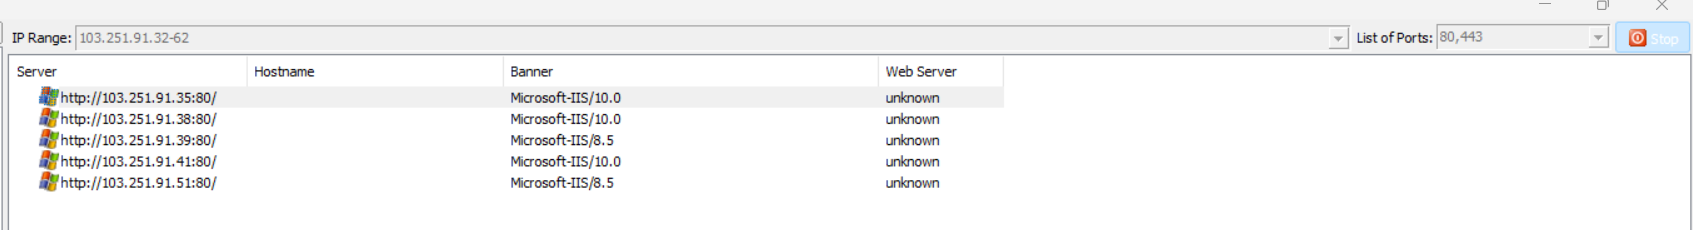 IP Range: 103.251.91.32-62 List of Ports: 80,443 Stop
Server Hostname Banner Web Server
http://103.251.91.35:80/ Microsoft-IIS/10.0 unknown
http://103.251.91.38:80/ Microsoft-IIS/10.0 unknown
http://103.251.91.39:80/ Microsoft-IIS/8.5 unknown
http://103.251.91.41:80/ Microsoft-IIS/10.0 unknown
http://103.251.91.51:80/ Microsoft-IIS/8.5 unknown